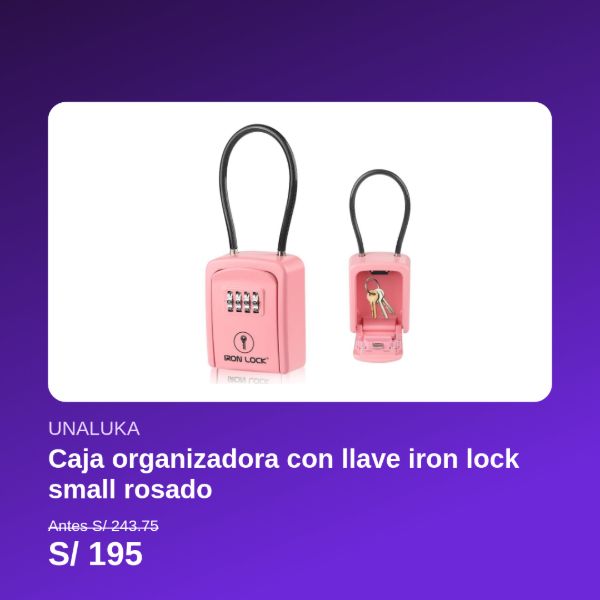 IRON LOCK
UNALUKA
Caja organizadora con llave iron lock
small rosado
Antes S/ 243.75
S/ 195